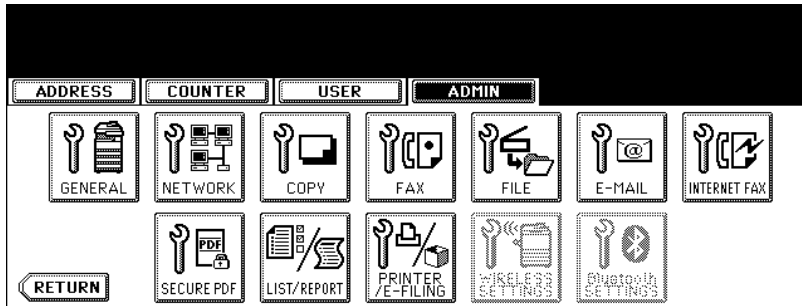 ADDRESS COUNTER USER ADMIN
GENERAL NETWORK COPY FAX FILE E-MAIL INTERNET FAX
PDF
@
SECURE PDF LIST/REPORT PRINTER
/E-FILING WIRELESS
SETTINGS Bluetooth
SETTINGS
RETURN